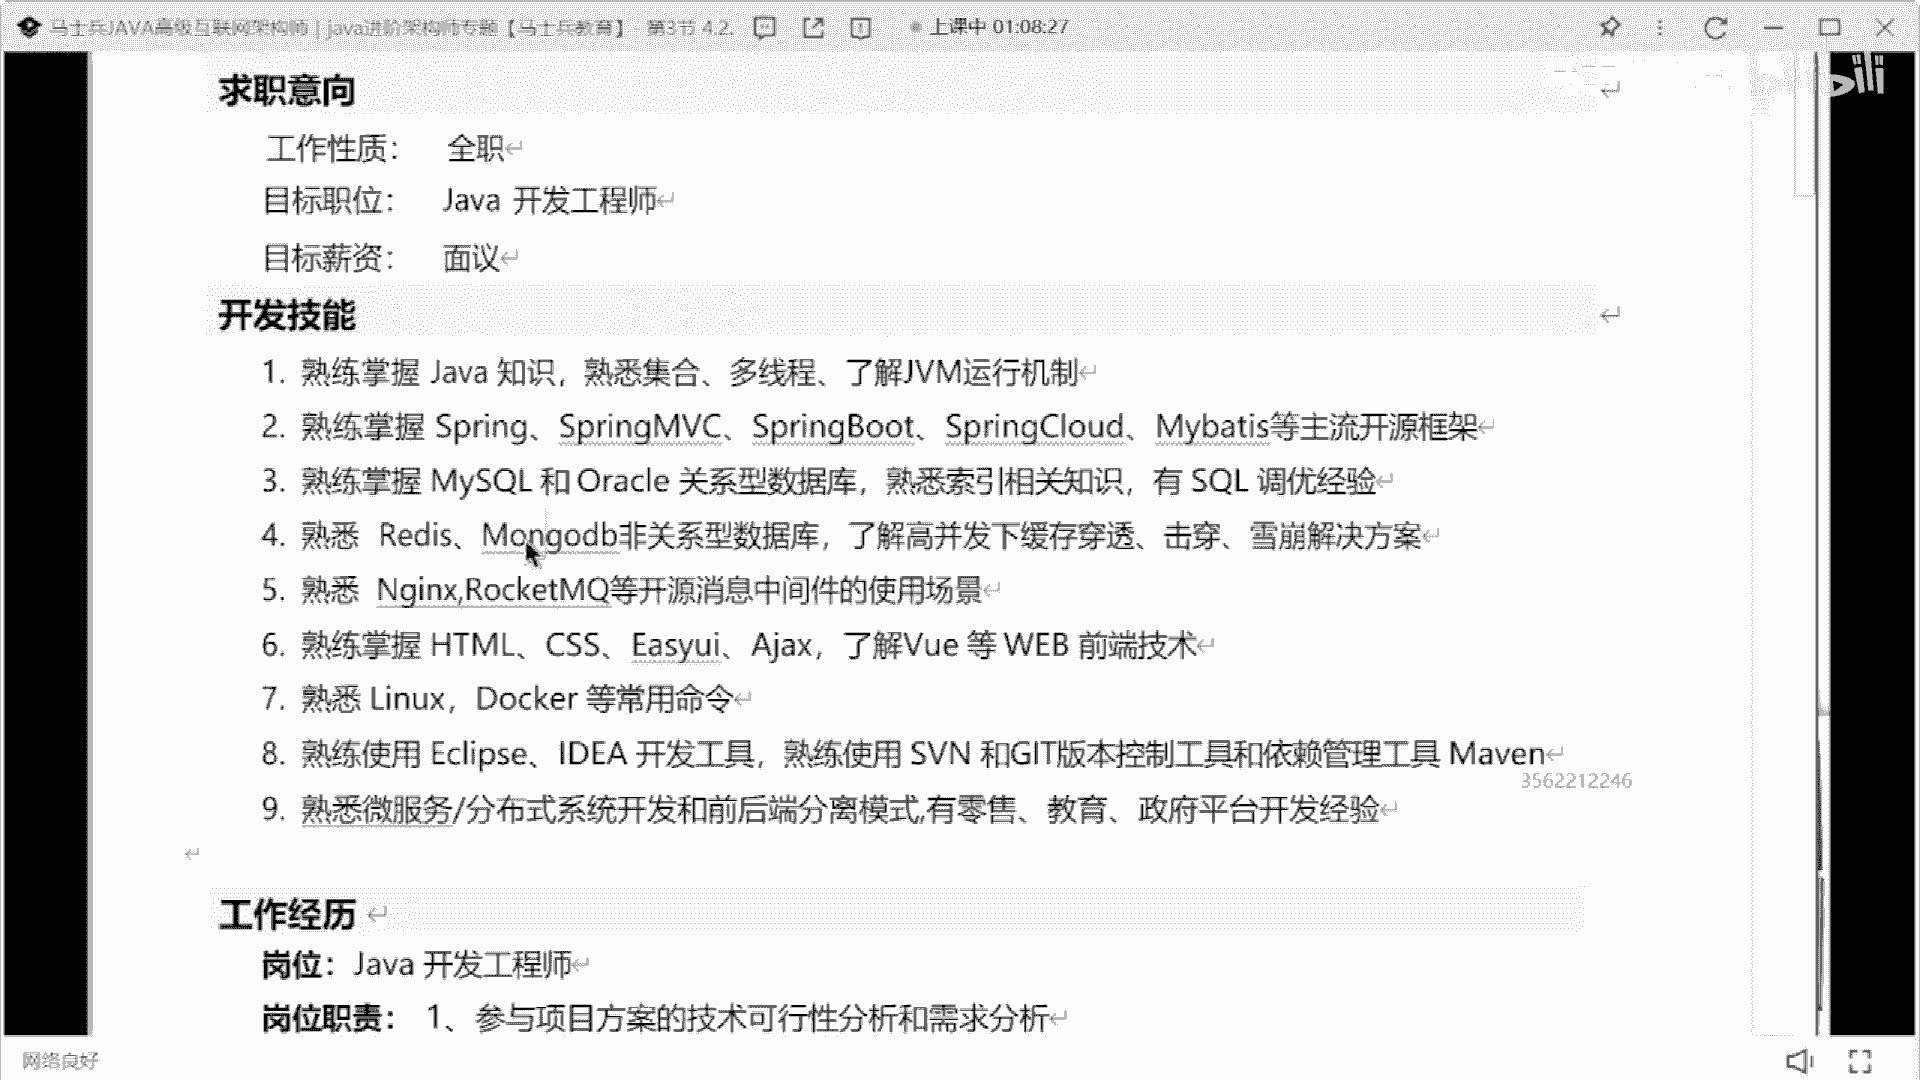 马士兵JAVA高级互联网架构师 | java进阶架构师专题【马士兵教育】 - 第3节 4.2. 上课中 01:08:27
求职意向
工作性质： 全职
目标职位： Java 开发工程师
目标薪资： 面议
开发技能
1. 熟练掌握 Java 知识，熟悉集合、多线程、了解JVM运行机制
2. 熟练掌握 Spring、SpringMVC、SpringBoot、SpringCloud、Mybatis等主流开源框架
3. 熟练掌握 MySQL 和 Oracle 关系型数据库，熟悉索引相关知识，有 SQL 调优经验
4. 熟悉 Redis、Mongodb非关系型数据库，了解高并发下缓存穿透、击穿、雪崩解决方案
5. 熟悉 Nginx,RocketMQ等开源消息中间件的使用场景
6. 熟练掌握 HTML、CSS、Easyui、Ajax，了解Vue 等 WEB 前端技术
7. 熟悉 Linux，Docker 等常用命令
8. 熟练使用 Eclipse、IDEA 开发工具，熟练使用 SVN 和GIT版本控制工具和依赖管理工具 Maven
3562212246
9. 熟悉微服务/分布式系统开发和前后端分离模式,有零售、教育、政府平台开发经验
工作经历
岗位：Java 开发工程师
岗位职责： 1、参与项目方案的技术可行性分析和需求分析
网络良好